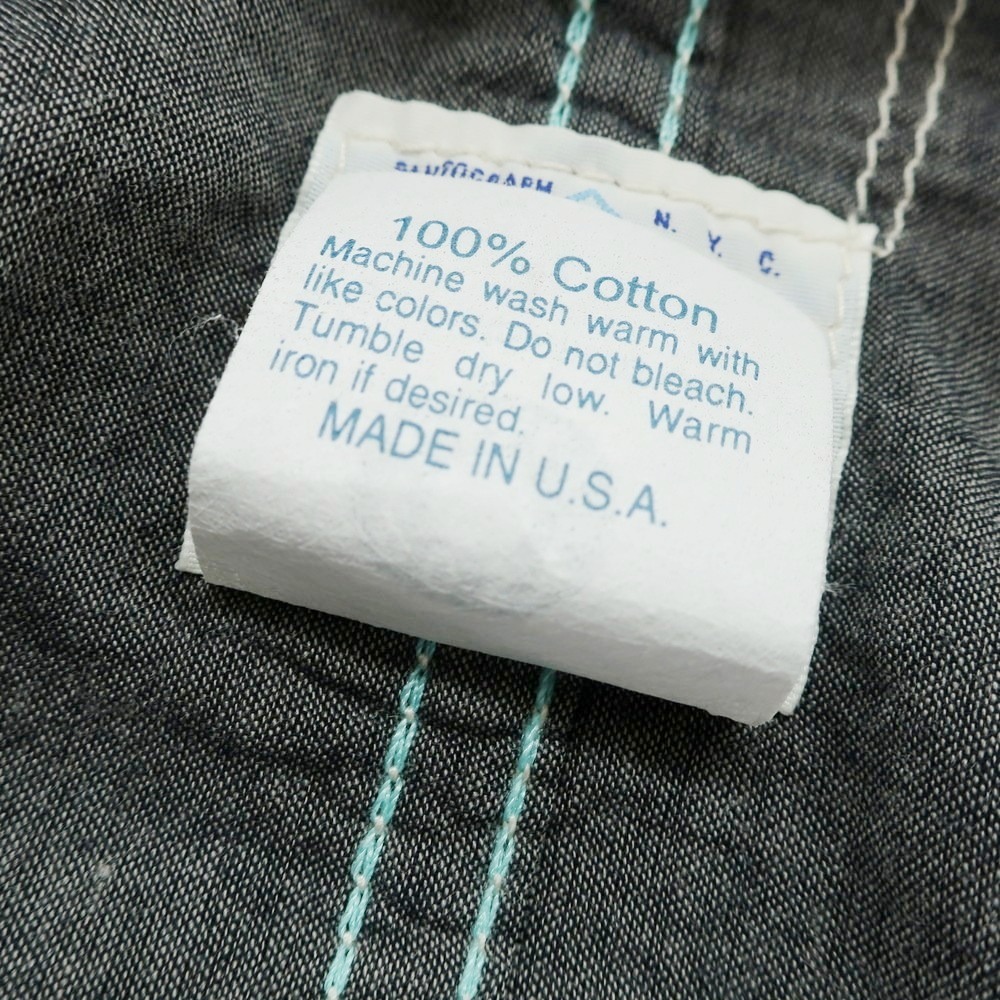 N. Y. C.
100% Cotton
Machine wash warm with
like colors. Do not bleach.
Tumble dry low. Warm
iron if desired.
MADE IN U.S.A.